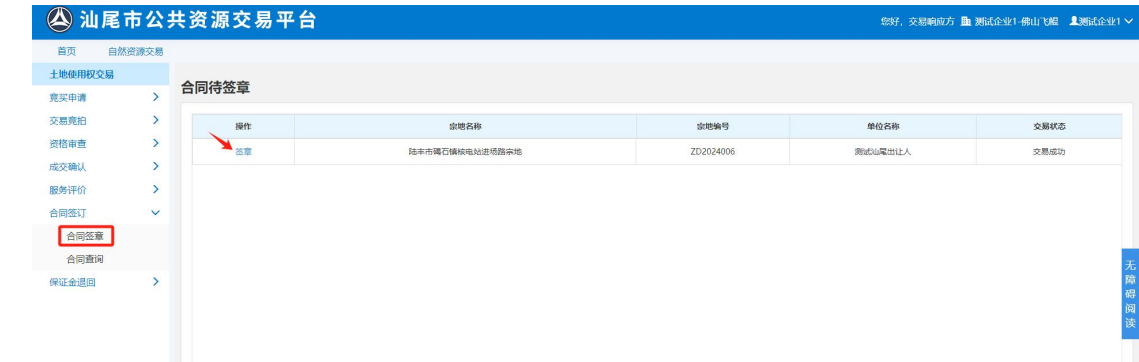 汕尾市公共资源交易平台
您好，交易响应方 测试企业1-佛山飞帽 测试企业1
首页 自然资源交易
土地使用权交易
竞买申请
交易竞拍
资格审查
成交确认
服务评价
合同签订
合同签章
合同查询
保证金退回
合同待签章
操作 宗地名称 宗地编号 单位名称 交易状态
签章 陆丰市碣石镇核电站进场路宗地 ZD2024006 测试汕尾出让人 交易成功
无障碍阅读